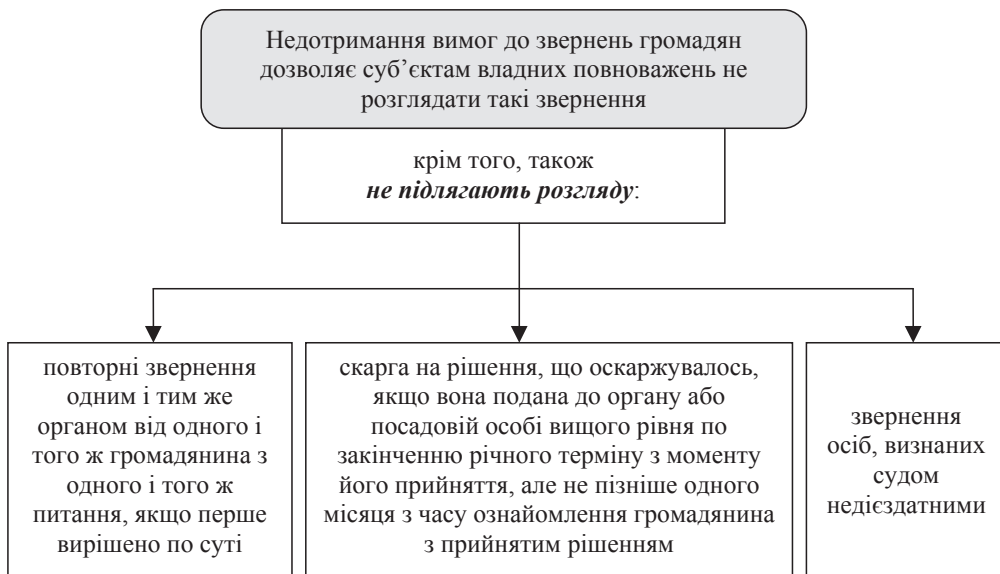 Недотримання вимог до звернень громадян
дозволяє суб’єктам владних повноважень не
розглядати такі звернення
крім того, також
не підлягають розгляду:
повторні звернення
одним і тим же
органом від одного і
того ж громадянина з
одного і того ж
питання, якщо перше
вирішено по суті
скарга на рішення, що оскаржувалось,
якщо вона подана до органу або
посадовій особі вищого рівня по
закінченню річного терміну з моменту
його прийняття, але не пізніше одного
місяця з часу ознайомлення громадянина
з прийнятим рішенням
звернення
осіб, визнаних
судом
недієздатними